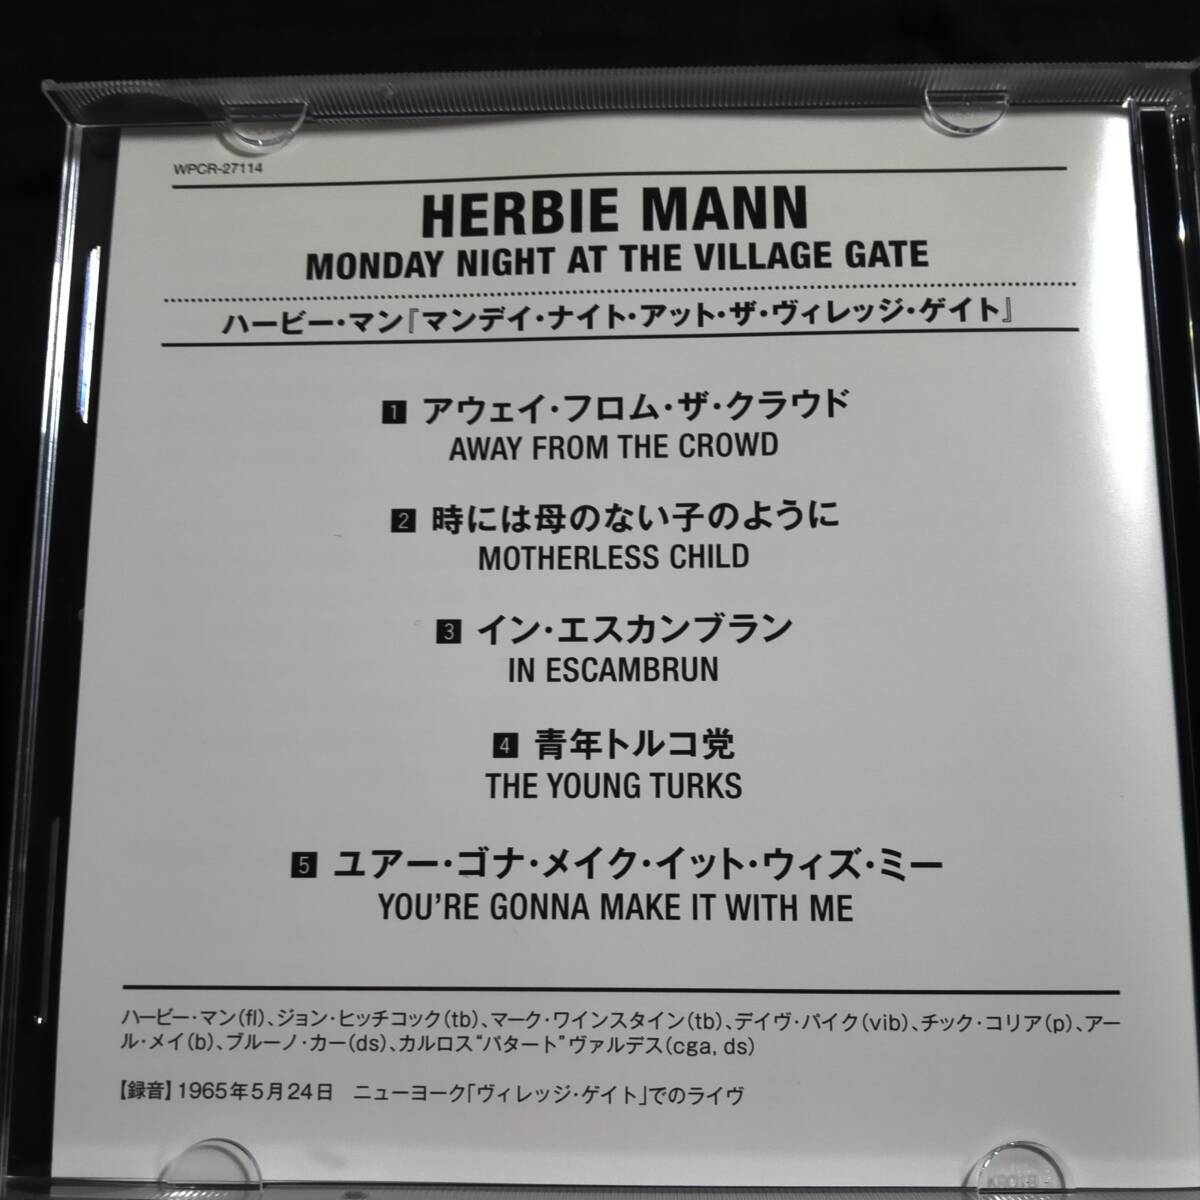 WPCR-27114
HERBIE MANN
MONDAY NIGHT AT THE VILLAGE GATE
ハービー・マン『マンデイ・ナイト・アット・ザ・ヴィレッジ・ゲイト』
1 アウェイ・フロム・ザ・クラウド
AWAY FROM THE CROWD
2 時には母のない子のように
MOTHERLESS CHILD
3 イン・エスカンブラン
IN ESCAMBRUN
4 青年トルコ党
THE YOUNG TURKS
5 ユアー・ゴナ・メイク・イット・ウィズ・ミー
YOU'RE GONNA MAKE IT WITH ME
ハービー・マン(fl)、ジョン・ヒッチコック(tb)、マーク・ワインスタイン(tb)、デイヴ・パイク(vib)、チック・コリア(p)、アー
ル・メイ(b)、ブルーノ・カー(ds)、カルロス“パタート”ヴァルデス(cga, ds)
【録音】1965年5月24日　ニューヨーク「ヴィレッジ・ゲイト」でのライヴ